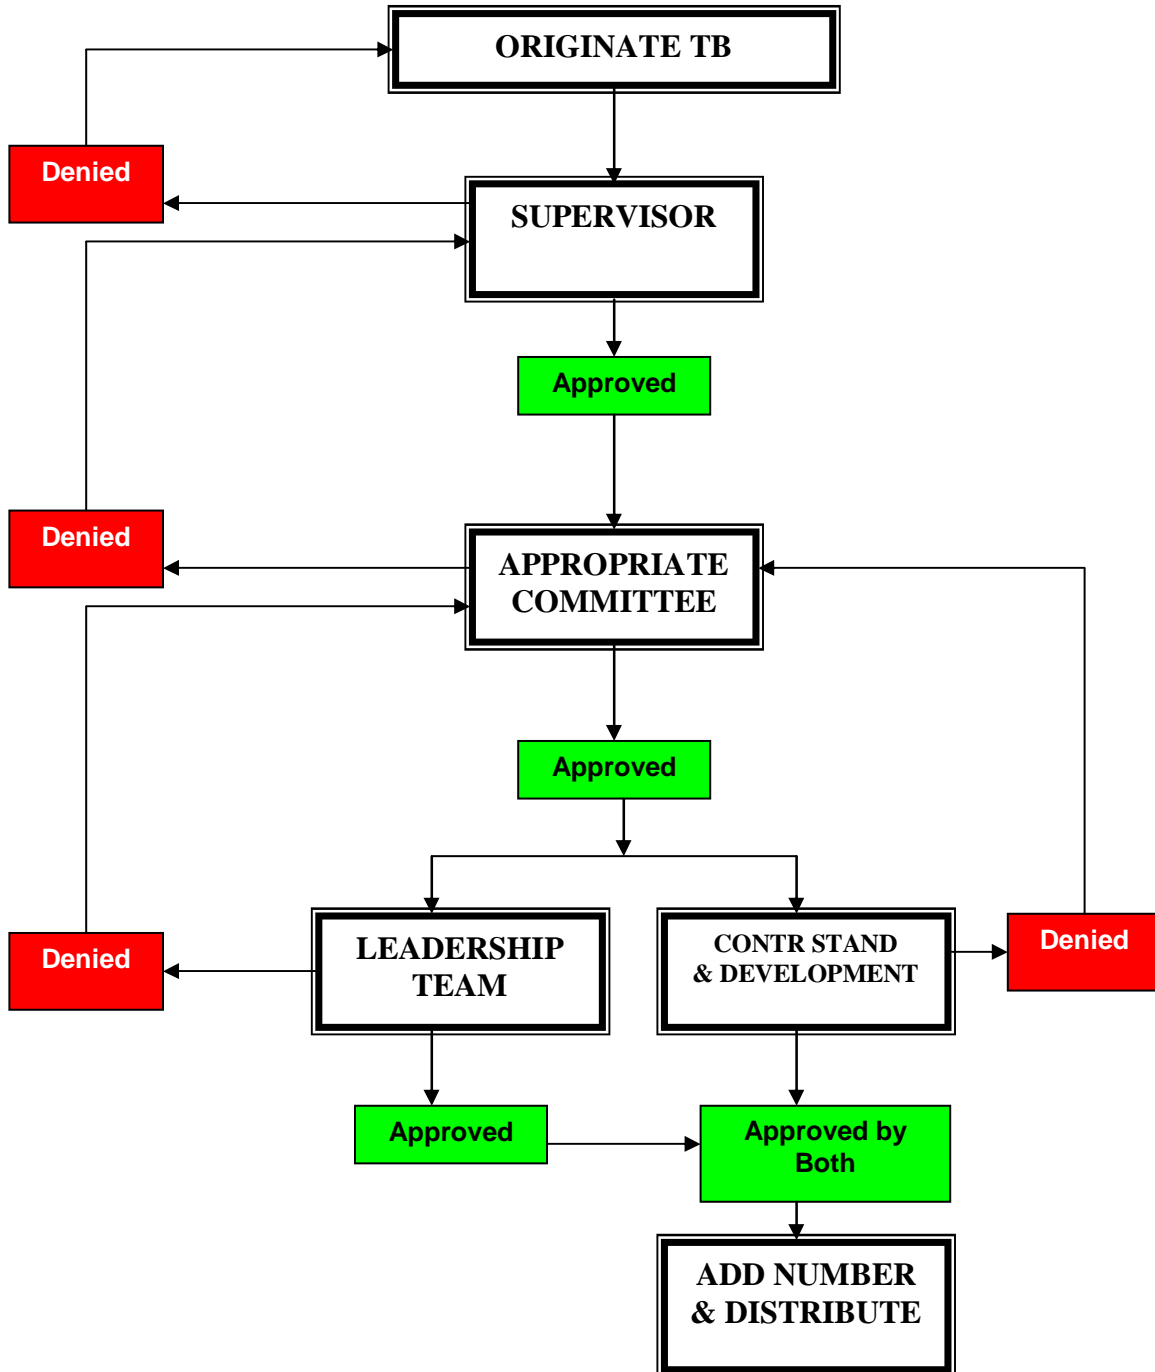 ORIGINATE TB
Denied
SUPERVISOR
Approved
Denied
APPROPRIATE
COMMITTEE
Approved
LEADERSHIP
TEAM
CONTR STAND
& DEVELOPMENT
Denied
Denied
Approved
Approved by
Both
ADD NUMBER
& DISTRIBUTE